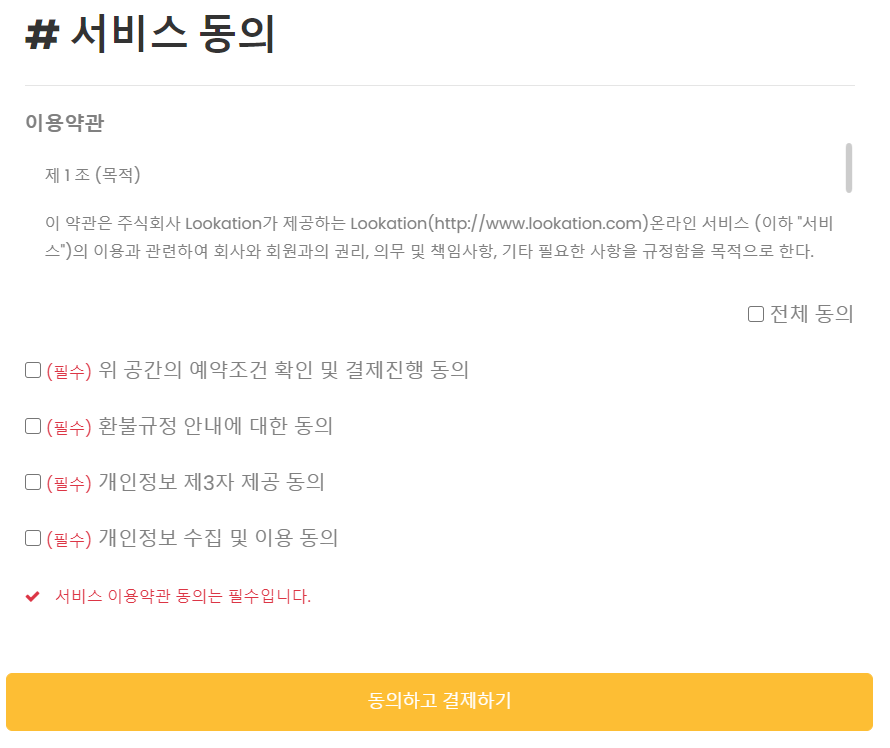 # 서비스 동의
이용약관
제 1 조 (목적)
이 약관은 주식회사 Lookation가 제공하는 Lookation(http://www.lookation.com)온라인 서비스 (이하 "서비
스")의 이용과 관련하여 회사와 회원과의 권리, 의무 및 책임사항, 기타 필요한 사항을 규정함을 목적으로 한다.
전체 동의
(필수) 위 공간의 예약조건 확인 및 결제진행 동의
(필수) 환불규정 안내에 대한 동의
(필수) 개인정보 제3자 제공 동의
(필수) 개인정보 수집 및 이용 동의
서비스 이용약관 동의는 필수입니다.
동의하고 결제하기